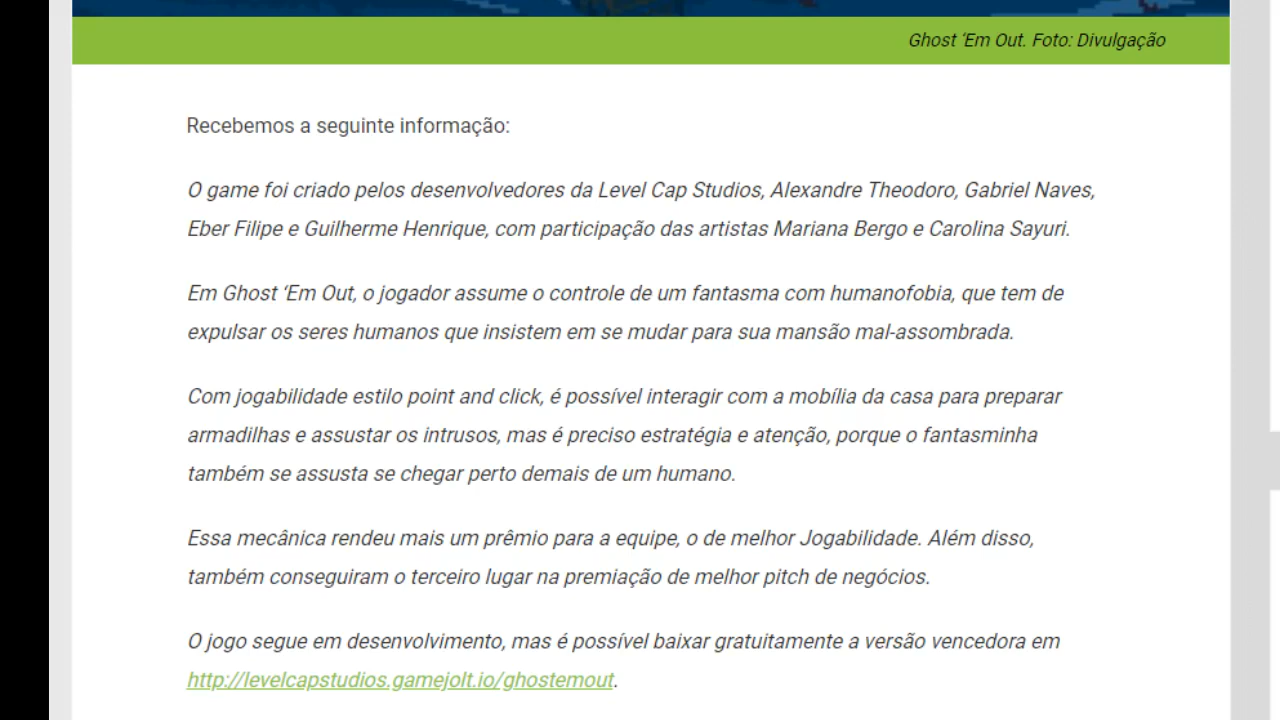 Ghost ‘Em Out. Foto: Divulgação
Recebemos a seguinte informação:
O game foi criado pelos desenvolvedores da Level Cap Studios, Alexandre Theodoro, Gabriel Naves,
Eber Filipe e Guilherme Henrique, com participação das artistas Mariana Bergo e Carolina Sayuri.
Em Ghost ‘Em Out, o jogador assume o controle de um fantasma com humanofobia, que tem de
expulsar os seres humanos que insistem em se mudar para sua mansão mal-assombrada.
Com jogabilidade estilo point and click, é possível interagir com a mobília da casa para preparar
armadilhas e assustar os intrusos, mas é preciso estratégia e atenção, porque o fantasminha
também se assusta se chegar perto demais de um humano.
Essa mecânica rendeu mais um prêmio para a equipe, o de melhor Jogabilidade. Além disso,
também conseguiram o terceiro lugar na premiação de melhor pitch de negócios.
O jogo segue em desenvolvimento, mas é possível baixar gratuitamente a versão vencedora em
http://levelcapstudios.gamejolt.io/ghostemout.